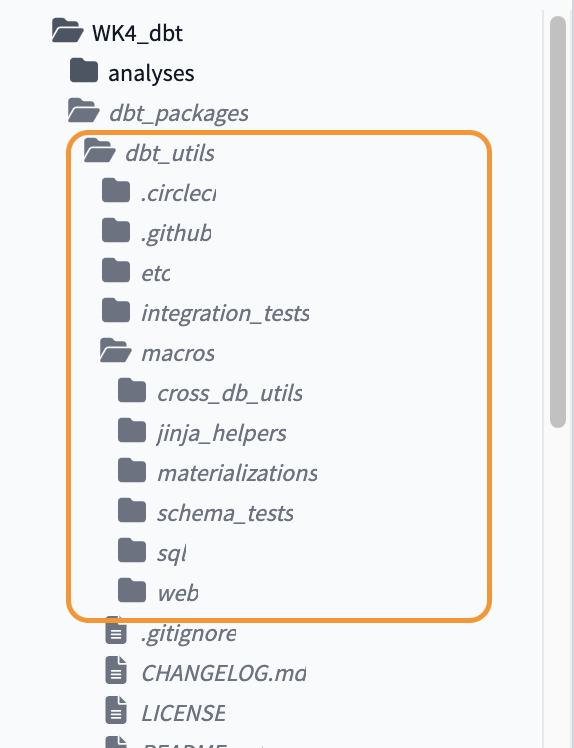 WK4_dbt
analyses
dbt_packages
dbt_utils
.circleci
.github
etc
integration_tests
macros
cross_db_utils
jinja_helpers
materializations
schema_tests
sql
web
.gitignore
CHANGELOG.md
LICENSE